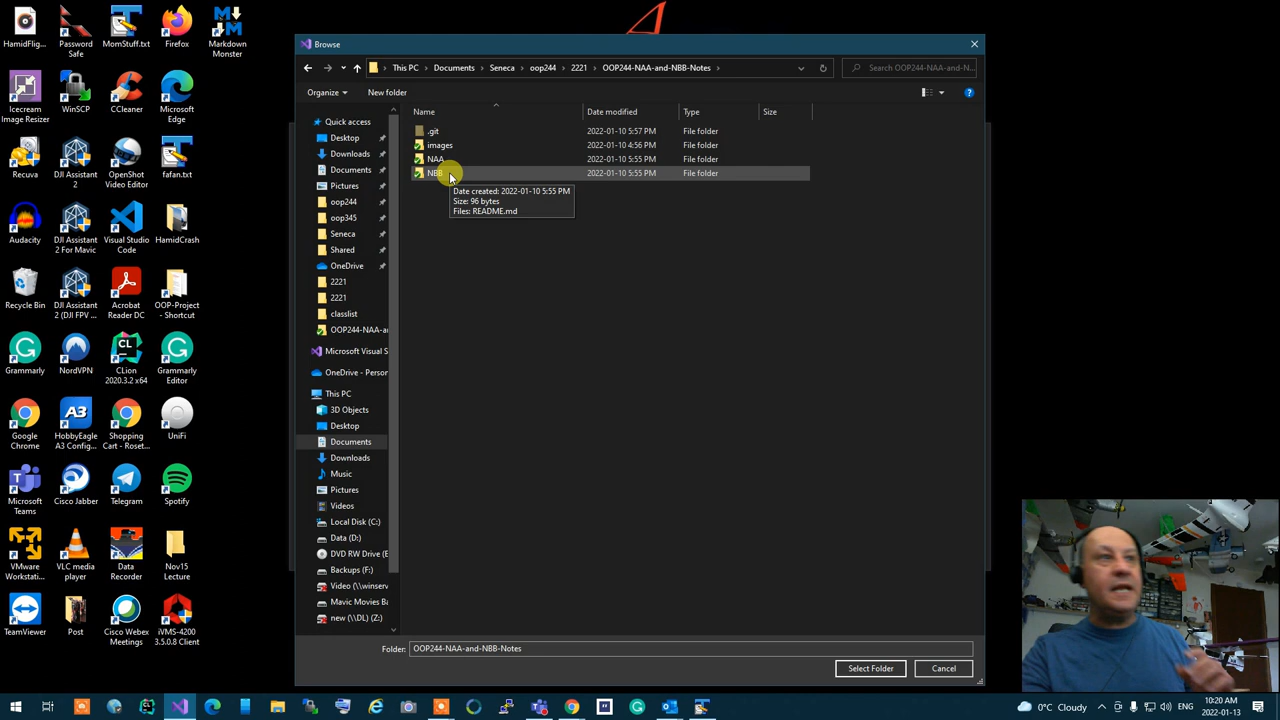 HamidFlig...
Password Safe
MomStuff.txt
Firefox
Markdown Monster
Icecream Image Resizer
WinSCP
CCleaner
Microsoft Edge
Recuva
DJI Assistant 2
OpenShot Video Editor
fafan.txt
Audacity
DJI Assistant 2 For Mavic
Visual Studio Code
HamidCrash
Recycle Bin
DJI Assistant 2 (DJI FPV ...
Acrobat Reader DC
OOP-Project - Shortcut
Grammarly
NordVPN
CLion 2020.3.2 x64
Grammarly Editor
Google Chrome
HobbyEagle A3 Config...
Shopping Cart - Roset...
UniFi
Microsoft Teams
Cisco Jabber
Telegram
Spotify
VMware Workstati...
VLC media player
Data Recorder
Nov15 Lecture
TeamViewer
Post
Cisco Webex Meetings
iVMS-4200 3.5.0.8 Client
Browse
This PC > Documents > Seneca > oop244 > 2221 > OOP244-NAA-and-NBB-Notes >
Search OOP244-NAA-and-N...
Organize
New folder
Name Date modified Type Size
.git 2022-01-10 5:57 PM File folder
images 2022-01-10 4:56 PM File folder
NAA 2022-01-10 5:55 PM File folder
NBB 2022-01-10 5:55 PM File folder
Date created: 2022-01-10 5:55 PM
Size: 96 bytes
Files: README.md
Quick access
Desktop
Downloads
Documents
Pictures
oop244
oop345
Seneca
Shared
OneDrive
2221
2221
classlist
OOP244-NAA-an
Microsoft Visual S
OneDrive - Person
This PC
3D Objects
Desktop
Documents
Downloads
Music
Pictures
Videos
Local Disk (C:)
Data (D:)
DVD RW Drive (E
Backups (F:)
Video (\\winserv
Mavic Movies Ba
new (\\DL) (Z:)
Folder: OOP244-NAA-and-NBB-Notes
Select Folder
Cancel
0°C Cloudy
ENG
10:20 AM
2022-01-13